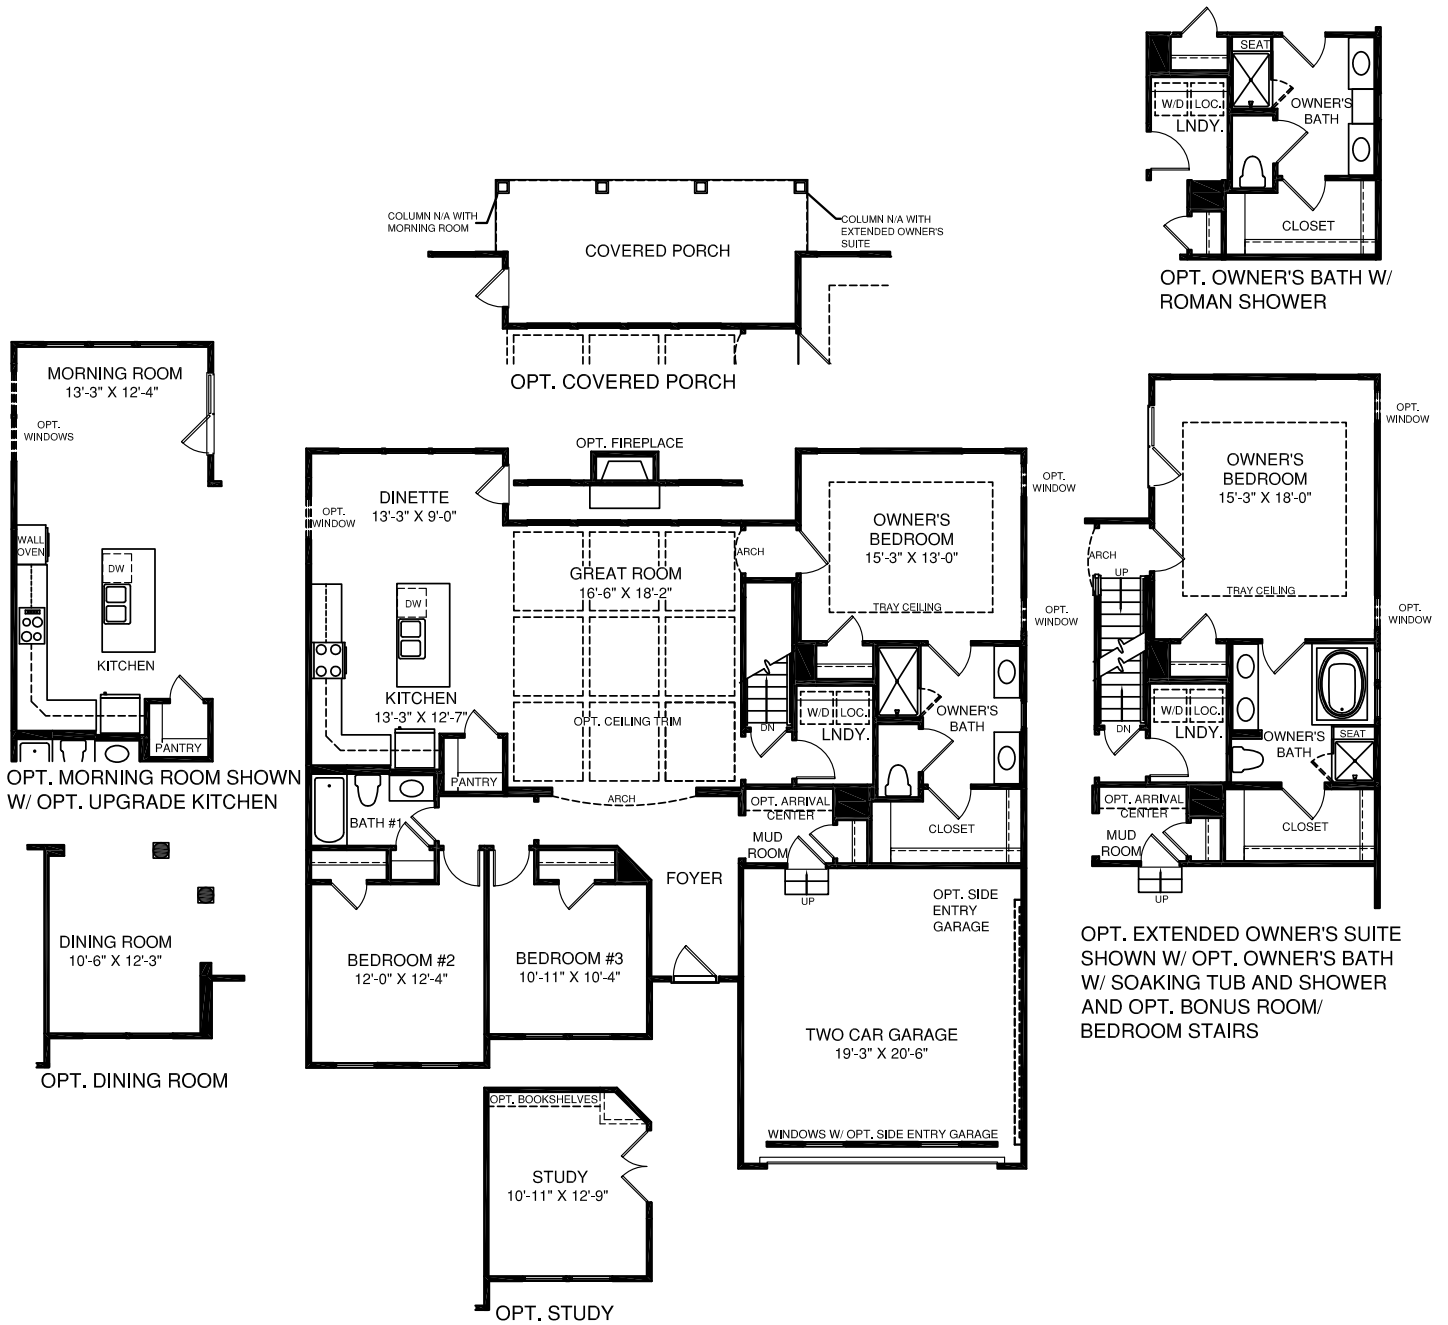 SEAT
W/D LOC.
LNDY.
OWNER'S
BATH
CLOSET
OPT. OWNER'S BATH W/
ROMAN SHOWER
COLUMN N/A WITH
MORNING ROOM
COLUMN N/A WITH
EXTENDED OWNER'S
SUITE
COVERED PORCH
OPT. COVERED PORCH
MORNING ROOM
13'-3" X 12'-4"
OPT.
WINDOWS
WALL
OVEN
DW
KITCHEN
PANTRY
OPT. MORNING ROOM SHOWN
W/ OPT. UPGRADE KITCHEN
DINING ROOM
10'-6" X 12'-3"
OPT. DINING ROOM
OPT. FIREPLACE
DINETTE
13'-3" X 9'-0"
OPT.
WINDOW
DW
KITCHEN
13'-3" X 12'-7"
PANTRY
GREAT ROOM
16'-6" X 18'-2"
OPT. CEILING TRIM
ARCH
ARCH
OWNER'S
BEDROOM
15'-3" X 13'-0"
TRAY CEILING
OPT.
WINDOW
OPT.
WINDOW
DN
W/D LOC.
LNDY.
OWNER'S
BATH
CLOSET
OPT. ARRIVAL
CENTER
MUD
ROOM
UP
BATH #1
FOYER
BEDROOM #2
12'-0" X 12'-4"
BEDROOM #3
10'-11" X 10'-4"
OPT. SIDE
ENTRY
GARAGE
TWO CAR GARAGE
19'-3" X 20'-6"
WINDOWS W/ OPT. SIDE ENTRY GARAGE
OPT. BOOKSHELVES
STUDY
10'-11" X 12'-9"
OPT. STUDY
OWNER'S
BEDROOM
15'-3" X 18'-0"
TRAY CEILING
OPT.
WINDOW
OPT.
WINDOW
ARCH
UP
DN
W/D LOC.
LNDY.
OWNER'S
BATH
SEAT
CLOSET
OPT. ARRIVAL
CENTER
MUD
ROOM
UP
OPT. EXTENDED OWNER'S SUITE
SHOWN W/ OPT. OWNER'S BATH
W/ SOAKING TUB AND SHOWER
AND OPT. BONUS ROOM/
BEDROOM STAIRS